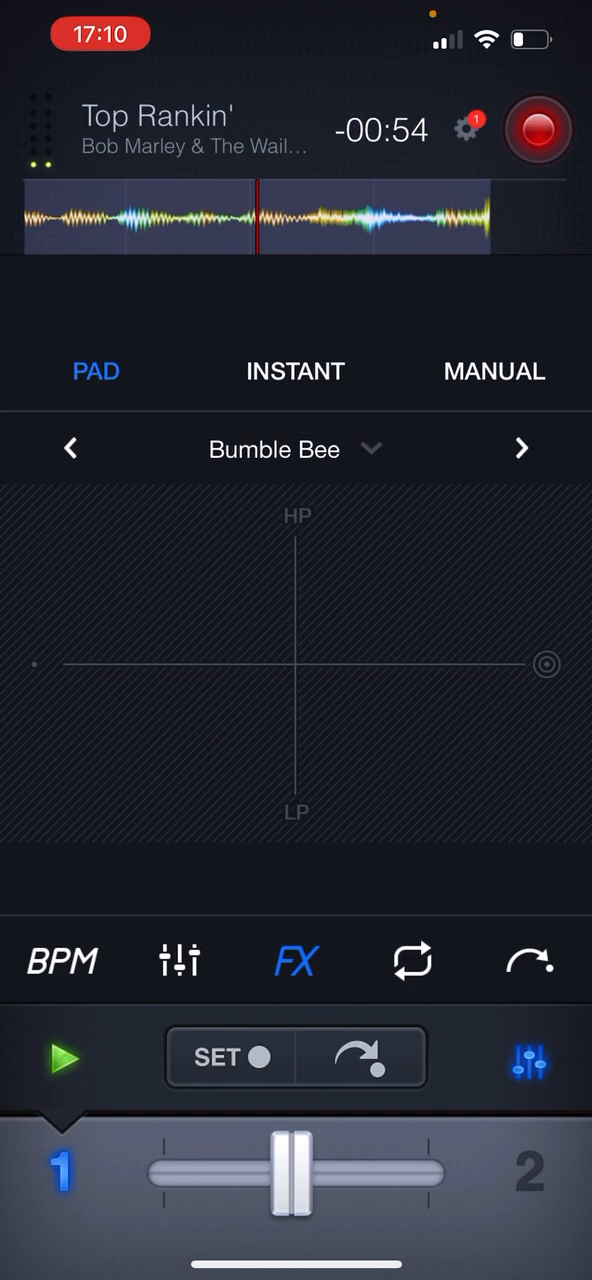 17:10
Top Rankin'
-00:54
1
Bob Marley & The Wail...
PAD INSTANT MANUAL
Bumble Bee
HP
LP
BPM FX
SET
1 2